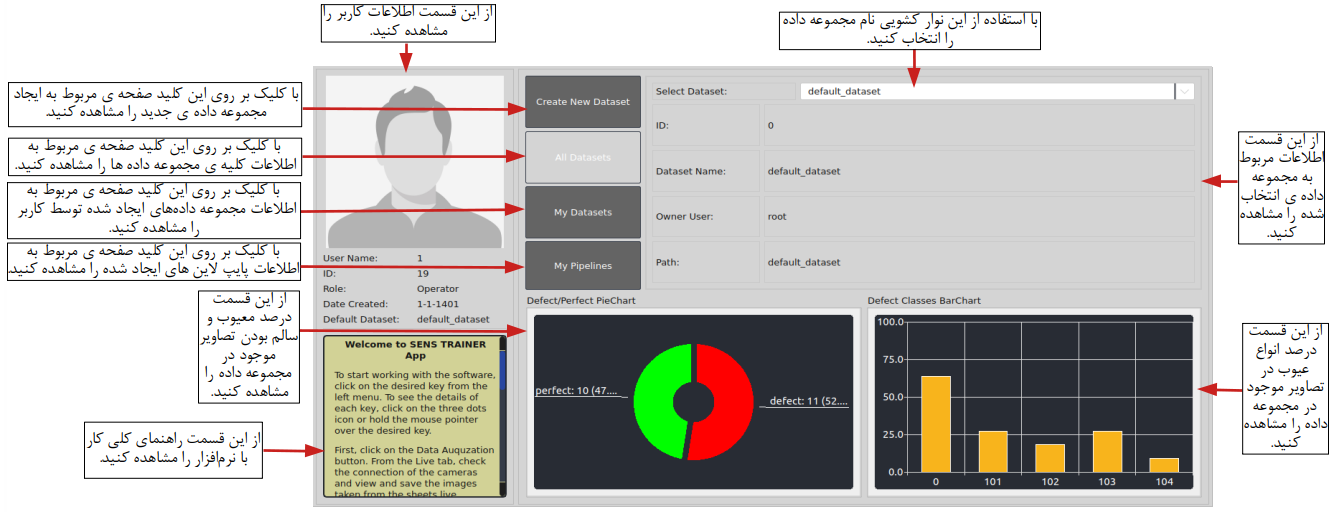 از این قسمت اطلاعات کاربر را
مشاهده کنید.
با استفاده از این نوار کشویی نام مجموعه داده
را انتخاب کنید.
با کلیک بر روی این کلید صفحه ی مربوط به ایجاد
مجموعه داده ی جدید را مشاهده کنید.
با کلیک بر روی این کلید صفحه ی مربوط به
اطلاعات کلیه ی مجموعه داده ها را مشاهده کنید.
با کلیک بر روی این کلید صفحه ی مربوط به
اطلاعات مجموعه داده‌های ایجاد شده توسط کاربر
را مشاهده کنید.
با کلیک بر روی این کلید صفحه ی مربوط به
اطلاعات پایپ لاین های ایجاد شده را مشاهده کنید.
از این قسمت
درصد معیوب و
سالم بودن تصاویر
موجود در
مجموعه داده را
مشاهده کنید.
از این قسمت راهنمای کلی کار
با نرم‌افزار را مشاهده کنید.
User Name: 1
ID: 19
Role: Operator
Date Created: 1-1-1401
Default Dataset: default_dataset
Welcome to SENS TRAINER
App
To start working with the software,
click on the desired key from the
left menu. To see the details of
each key, click on the three dots
icon or hold the mouse pointer
over the desired key.
First, click on the Data Auquzation
button. From the Live tab, check
the connection of the cameras
and view and save the images
taken from the sheets live
Create New Dataset
All Datasets
My Datasets
My Pipelines
Select Dataset: default_dataset
ID: 0
Dataset Name: default_dataset
Owner User: root
Path: default_dataset
Defect/Perfect PieChart
perfect: 10 (47....
defect: 11 (52....
Defect Classes BarChart
100.0
75.0
50.0
25.0
0.0
0 101 102 103 104
از این قسمت
اطلاعات مربوط
به مجموعه
داده ی انتخاب
شده را مشاهده
کنید.
از این قسمت
درصد انواع
عیوب در
تصاویر موجود
در مجموعه
داده را مشاهده
کنید.